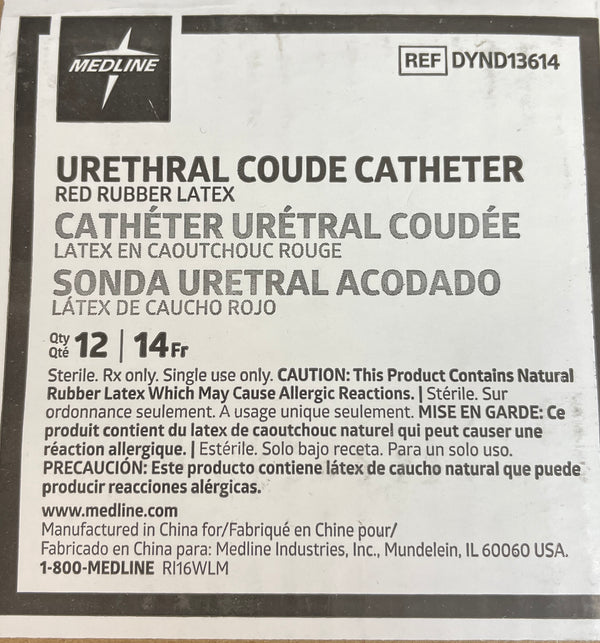 MEDLINE
REF DYND13614
URETHRAL COUDE CATHETER
RED RUBBER LATEX
CATHÉTER URÉTRAL COUDÉE
LATEX EN CAOUTCHOUC ROUGE
SONDA URETRAL ACODADO
LÁTEX DE CAUCHO ROJO
Qty Qté 12 | 14Fr
Sterile. Rx only. Single use only. CAUTION: This Product Contains Natural
Rubber Latex Which May Cause Allergic Reactions. | Stérile. Sur
ordonnance seulement. À usage unique seulement. MISE EN GARDE: Ce
produit contient du latex de caoutchouc naturel qui peut causer une
réaction allergique. | Estérile. Solo bajo receta. Para un solo uso.
PRECAUCIÓN: Este producto contiene látex de caucho natural que puede
producir reacciones alérgicas.
www.medline.com
Manufactured in China for/Fabriqué en Chine pour/
Fabricado en China para: Medline Industries, Inc., Mundelein, IL 60060 USA.
1-800-MEDLINE RI16WLM